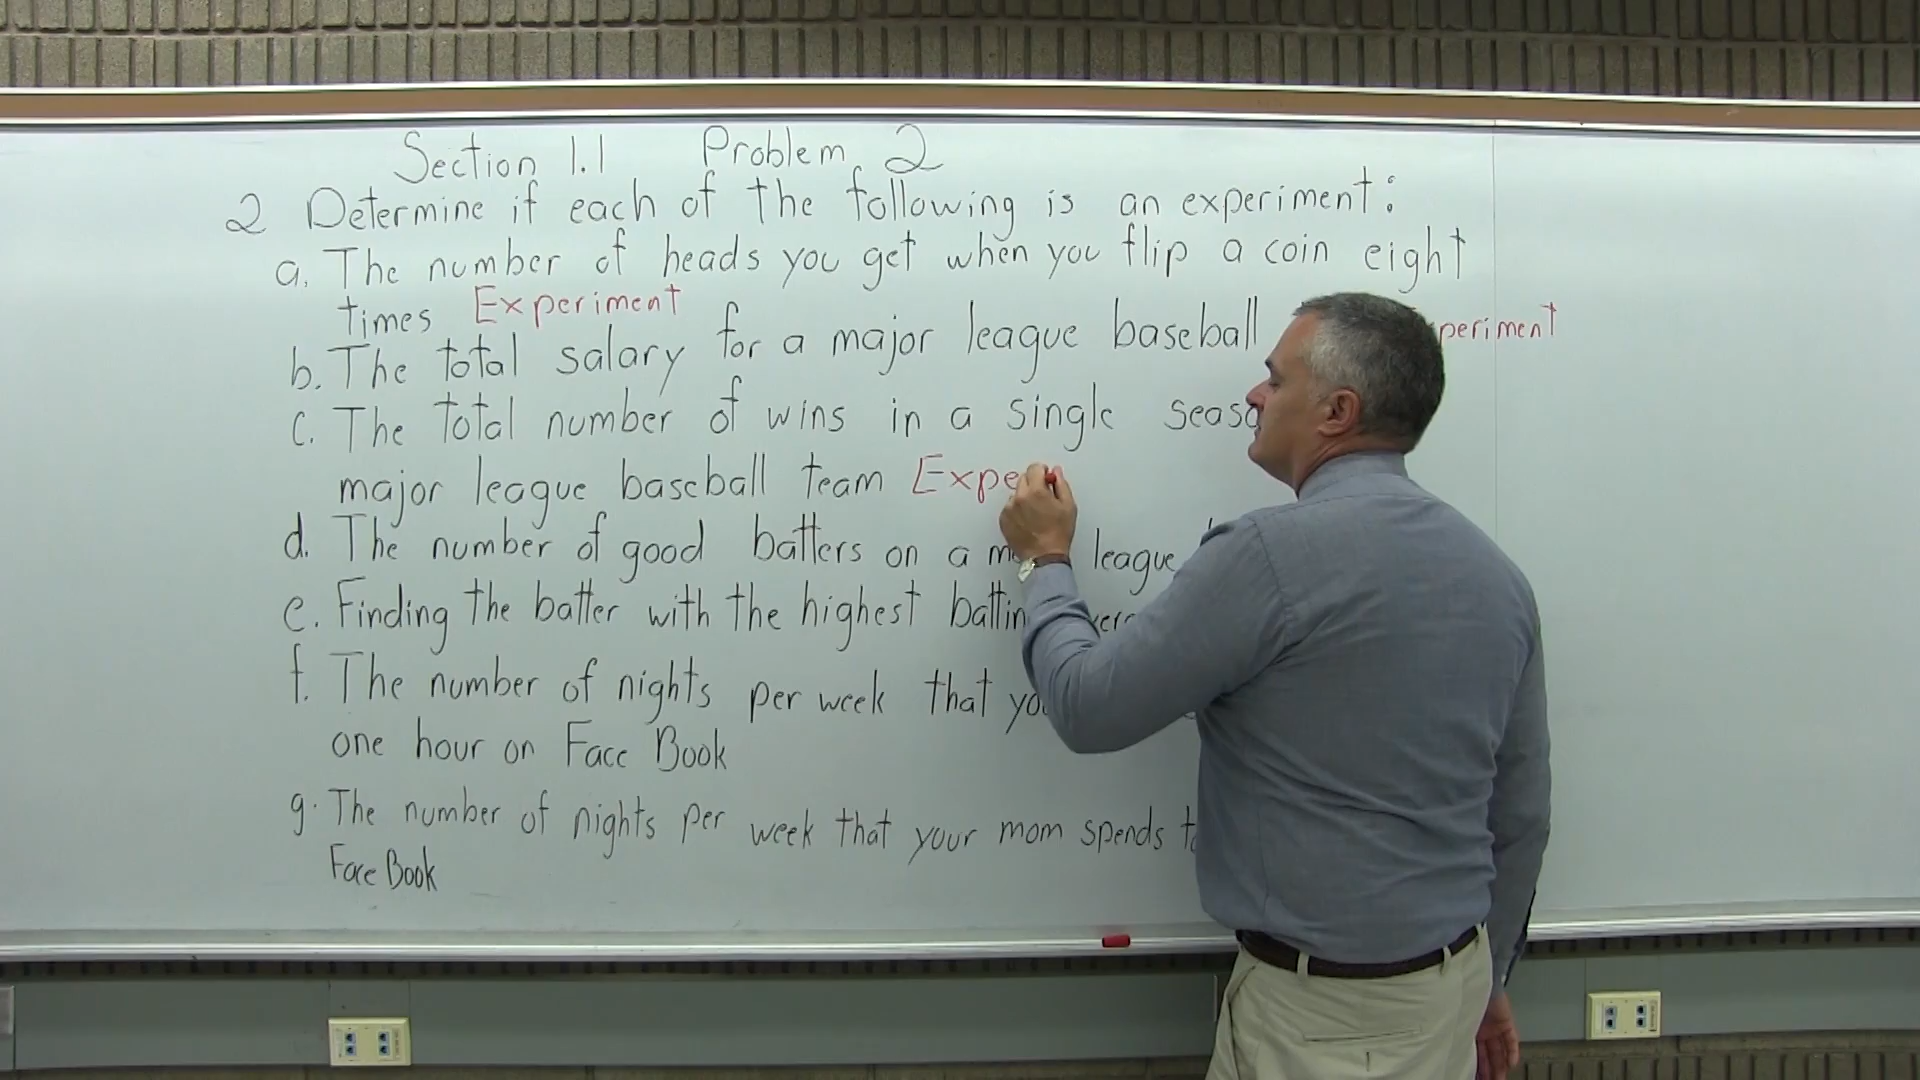 Section 1.1 Problem 2
2 Determine if each of the following is an experiment:
a. The number of heads you get when you flip a coin eight
times Experiment
b. The total salary for a major league baseball periment
c. The total number of wins in a single seaso
major league baseball team Expe
d. The number of good batters on a league
e. Finding the batter with the highest
f. The number of nights per week that
one hour on Face Book
g. The number of nights per week that your mom spends
Face Book